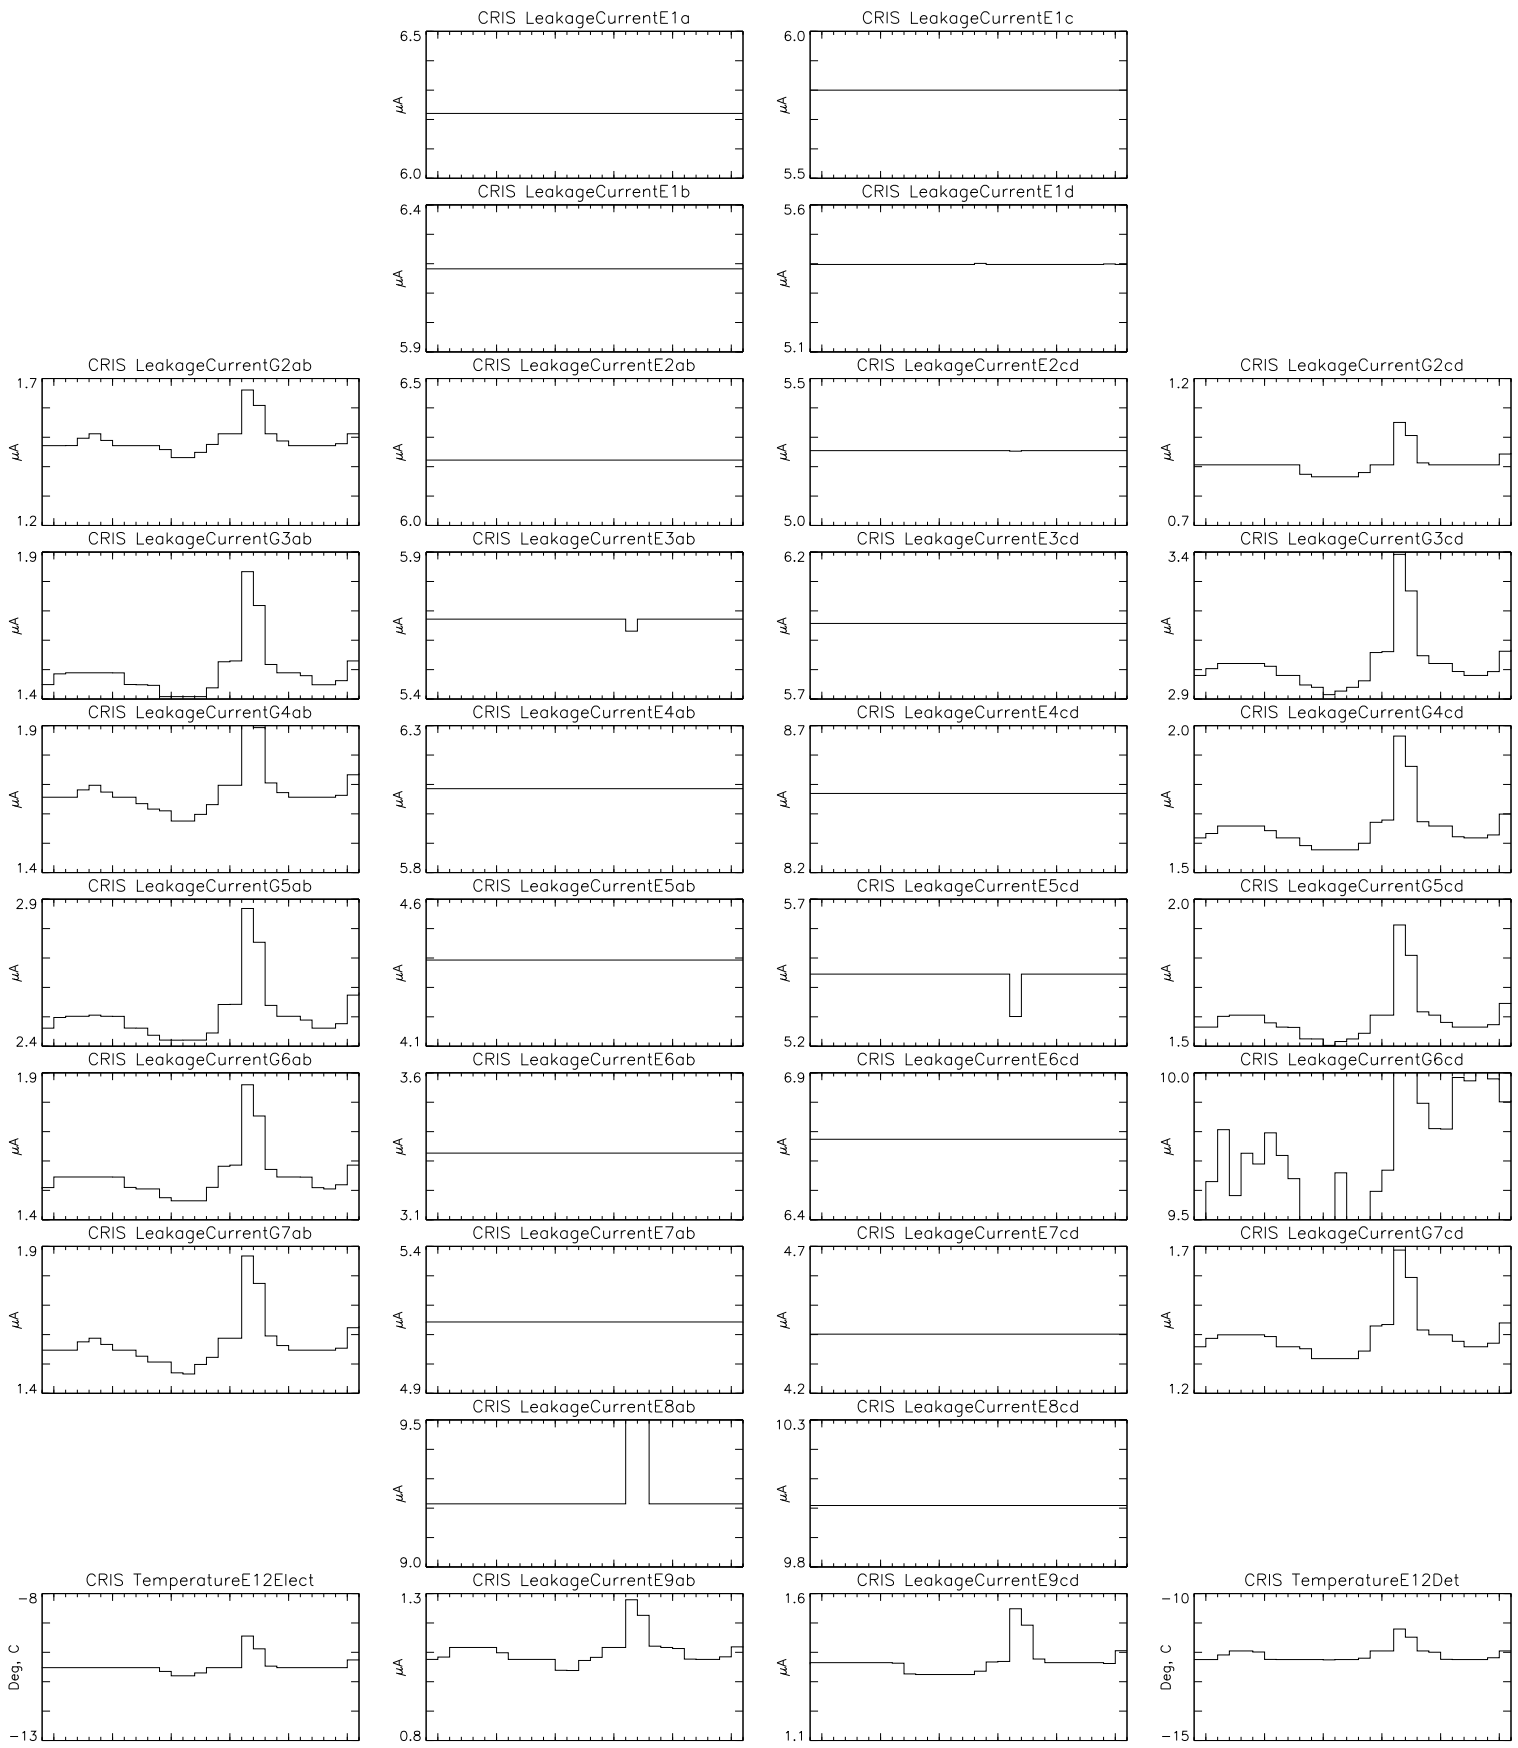 CRIS LeakageCurrentE1a CRIS LeakageCurrentE1c
6.5 6.0
μA μA
6.0 5.5
CRIS LeakageCurrentE1b CRIS LeakageCurrentE1d
6.4 5.6
μA μA
5.9 5.1
CRIS LeakageCurrentG2ab CRIS LeakageCurrentE2ab CRIS LeakageCurrentE2cd CRIS LeakageCurrentG2cd
1.7 6.5 5.5 1.2
μA μA μA μA
1.2 6.0 5.0 0.7
CRIS LeakageCurrentG3ab CRIS LeakageCurrentE3ab CRIS LeakageCurrentE3cd CRIS LeakageCurrentG3cd
1.9 5.9 6.2 3.4
μA μA μA μA
1.4 5.4 5.7 2.9
CRIS LeakageCurrentG4ab CRIS LeakageCurrentE4ab CRIS LeakageCurrentE4cd CRIS LeakageCurrentG4cd
1.9 6.3 8.7 2.0
μA μA μA μA
1.4 5.8 8.2 1.5
CRIS LeakageCurrentG5ab CRIS LeakageCurrentE5ab CRIS LeakageCurrentE5cd CRIS LeakageCurrentG5cd
2.9 4.6 5.7 2.0
μA μA μA μA
2.4 4.1 5.2 1.5
CRIS LeakageCurrentG6ab CRIS LeakageCurrentE6ab CRIS LeakageCurrentE6cd CRIS LeakageCurrentG6cd
1.9 3.6 6.9 10.0
μA μA μA μA
1.4 3.1 6.4 9.5
CRIS LeakageCurrentG7ab CRIS LeakageCurrentE7ab CRIS LeakageCurrentE7cd CRIS LeakageCurrentG7cd
1.9 5.4 4.7 1.7
μA μA μA μA
1.4 4.9 4.2 1.2
CRIS LeakageCurrentE8ab CRIS LeakageCurrentE8cd
9.5 10.3
μA μA
9.0 9.8
CRIS TemperatureE12Elect CRIS LeakageCurrentE9ab CRIS LeakageCurrentE9cd CRIS TemperatureE12Det
-8 1.3 1.6 -10
Deg, C μA μA Deg, C
-13 0.8 1.1 -15